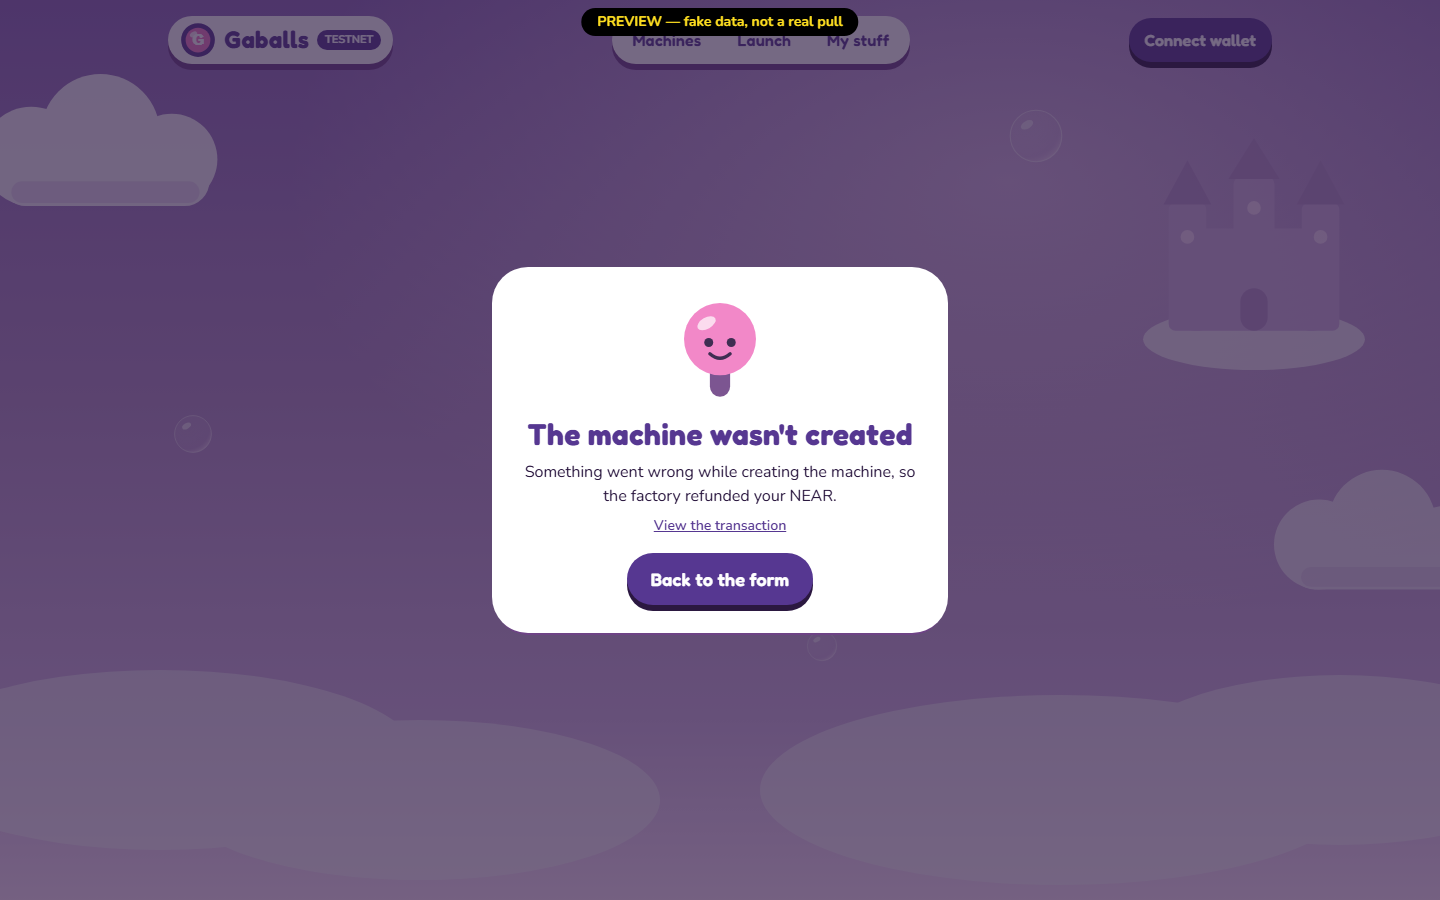 PREVIEW — fake data, not a real pull
G Gaballs TESTNET
Machines Launch My stuff
Connect wallet
The machine wasn't created
Something went wrong while creating the machine, so
the factory refunded your NEAR.
View the transaction
Back to the form